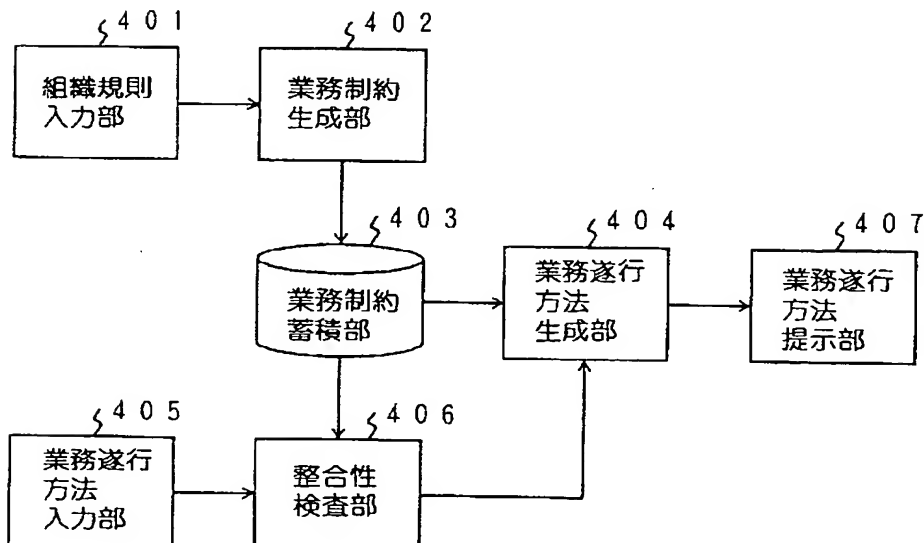 401
組織規則
入力部
402
業務制約
生成部
403
業務制約
蓄積部
404
業務遂行
方法
生成部
407
業務遂行
方法
提示部
405
業務遂行
方法
入力部
406
整合性
検査部